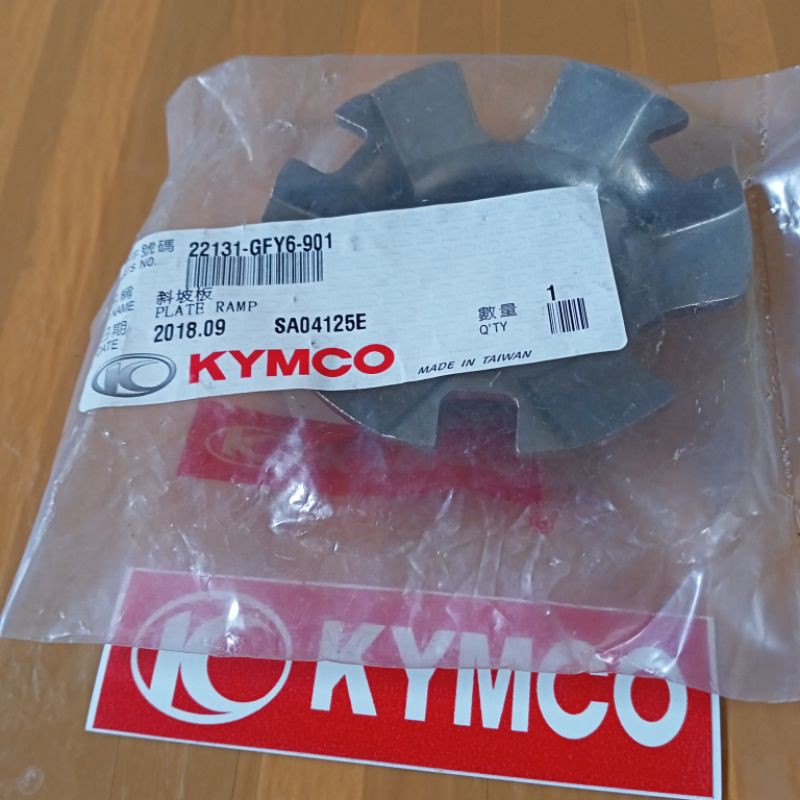 號碼 22131-GFY6-901
NO.
斜坡板
NAME PLATE RAMP
期 2018.09 SA04125E 數量 1
DATE Q'TY
KYMCO MADE IN TAIWAN
KYMCO